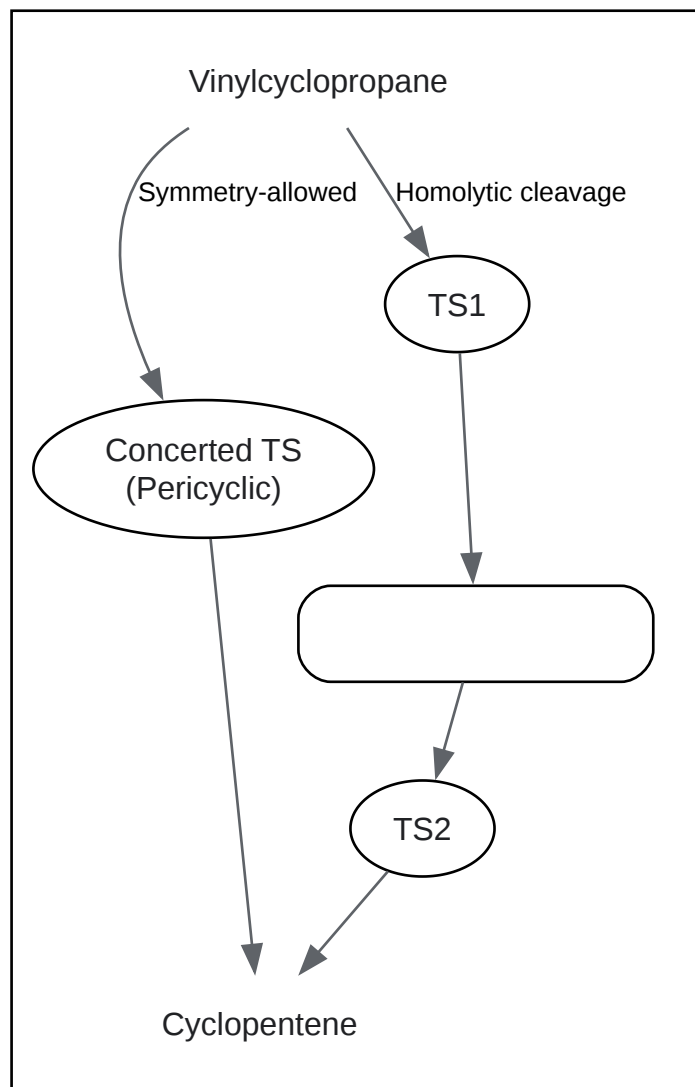 Vinylcyclopropane
Symmetry-allowed
Homolytic cleavage
TS1
Concerted TS
(Pericyclic)
TS2
Cyclopentene